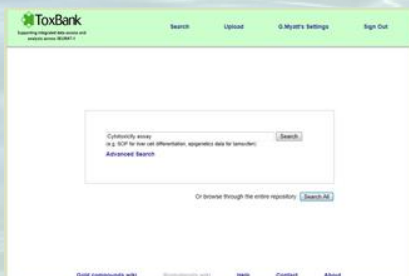 ToxBank
Supporting integrated data access and
analysis across SEURAT-1
Search Upload G.Myatt's Settings Sign Out
Cytotoxicity assay Search
(e.g. SOP for liver cell differentiation, epigenetics data for tamoxifen)
Advanced Search
Or browse through the entire repository Search All
Gold compounds wiki Biomaterials wiki Help Contact About